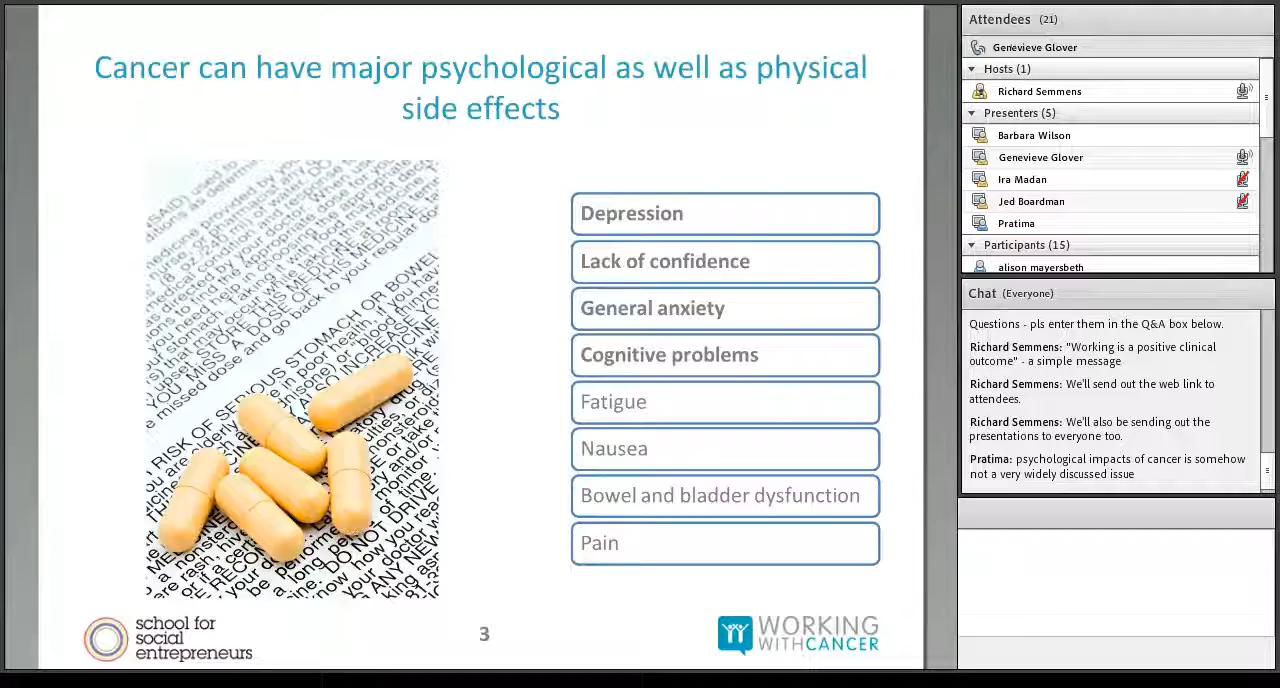 Cancer can have major psychological as well as physical
side effects
Depression
Lack of confidence
General anxiety
Cognitive problems
Fatigue
Nausea
Bowel and bladder dysfunction
Pain
school for
social
entrepreneurs
3
WORKING
WITHCANCER
Attendees (21)
Genevieve Glover
Hosts (1)
Richard Semmens
Presenters (5)
Barbara Wilson
Genevieve Glover
Ira Madan
Jed Boardman
Pratima
Participants (15)
alison mayersbeth
Chat (Everyone)
Questions - pls enter them in the Q&A box below.
Richard Semmens: "Working is a positive clinical
outcome" - a simple message
Richard Semmens: We'll send out the web link to
attendees.
Richard Semmens: We'll also be sending out the
presentations to everyone too.
Pratima: psychological impacts of cancer is somehow
not a very widely discussed issue